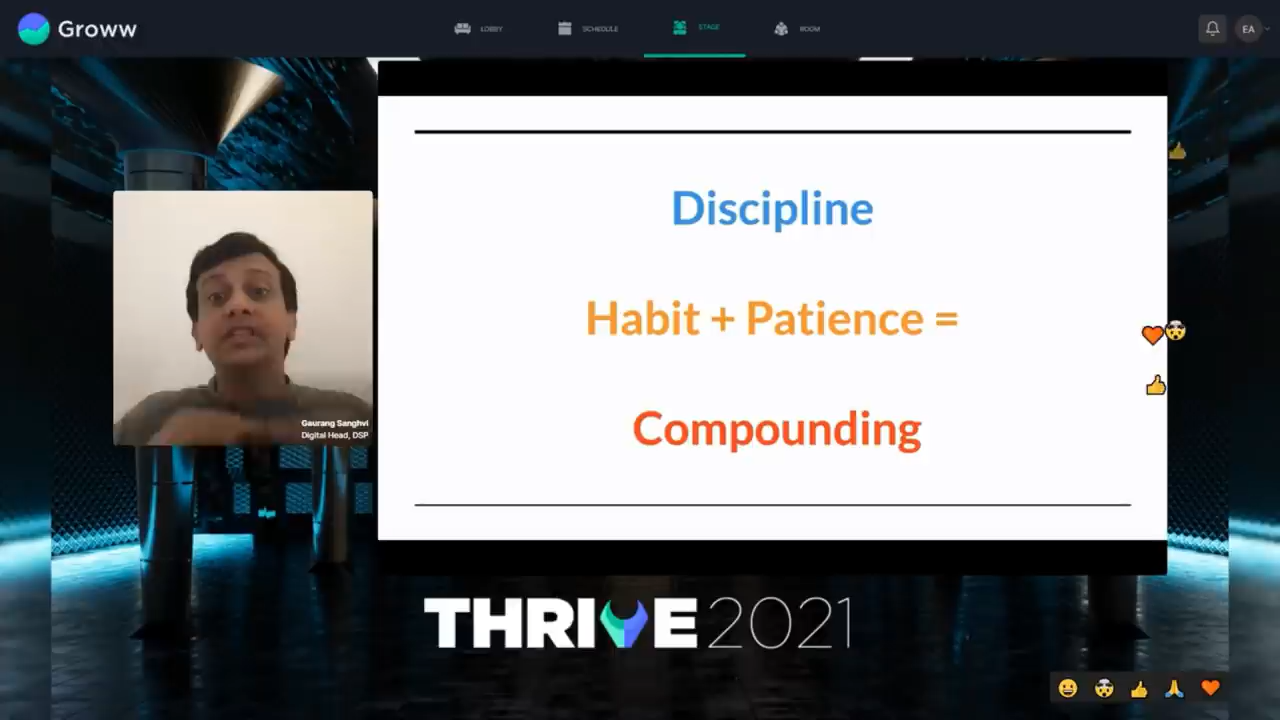 Groww
LOBBY
SCHEDULE
STAGE
ROOM
EA
Discipline
Habit + Patience =
Compounding
Gaurang Sanghvi
Digital Head, DSP
THRIVE 2021